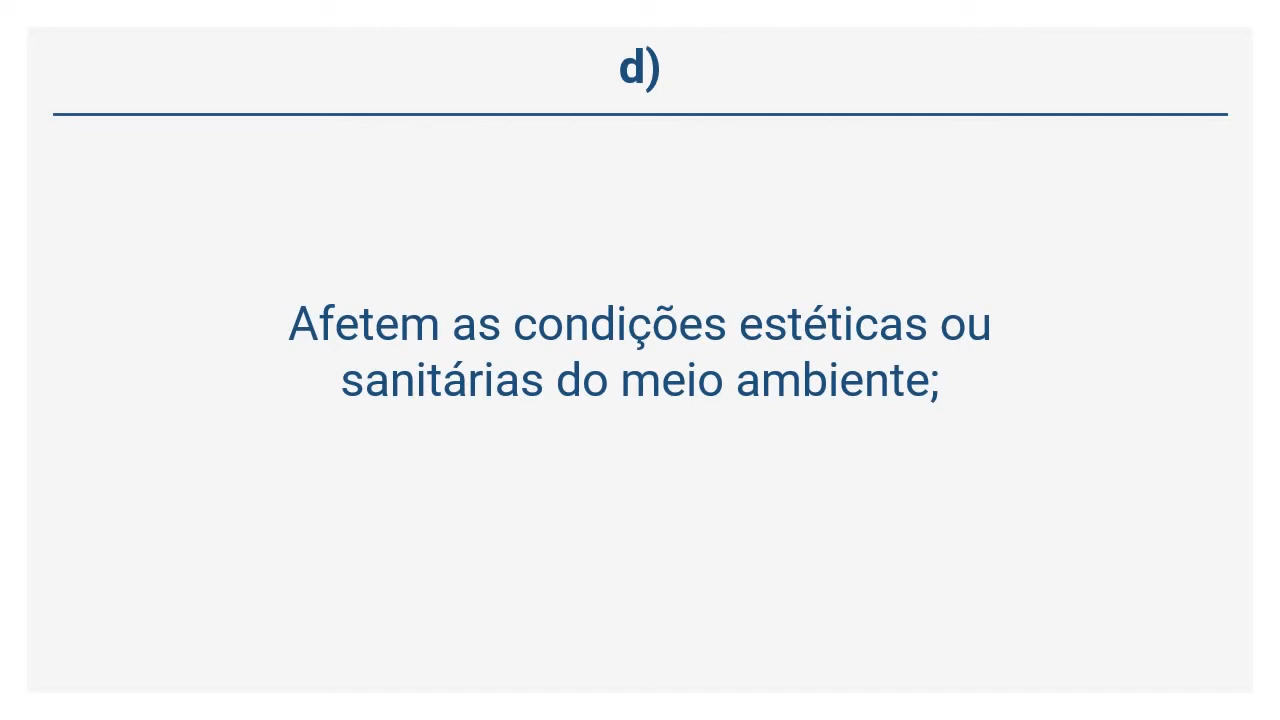 d)
Afetem as condições estéticas ou
sanitárias do meio ambiente;